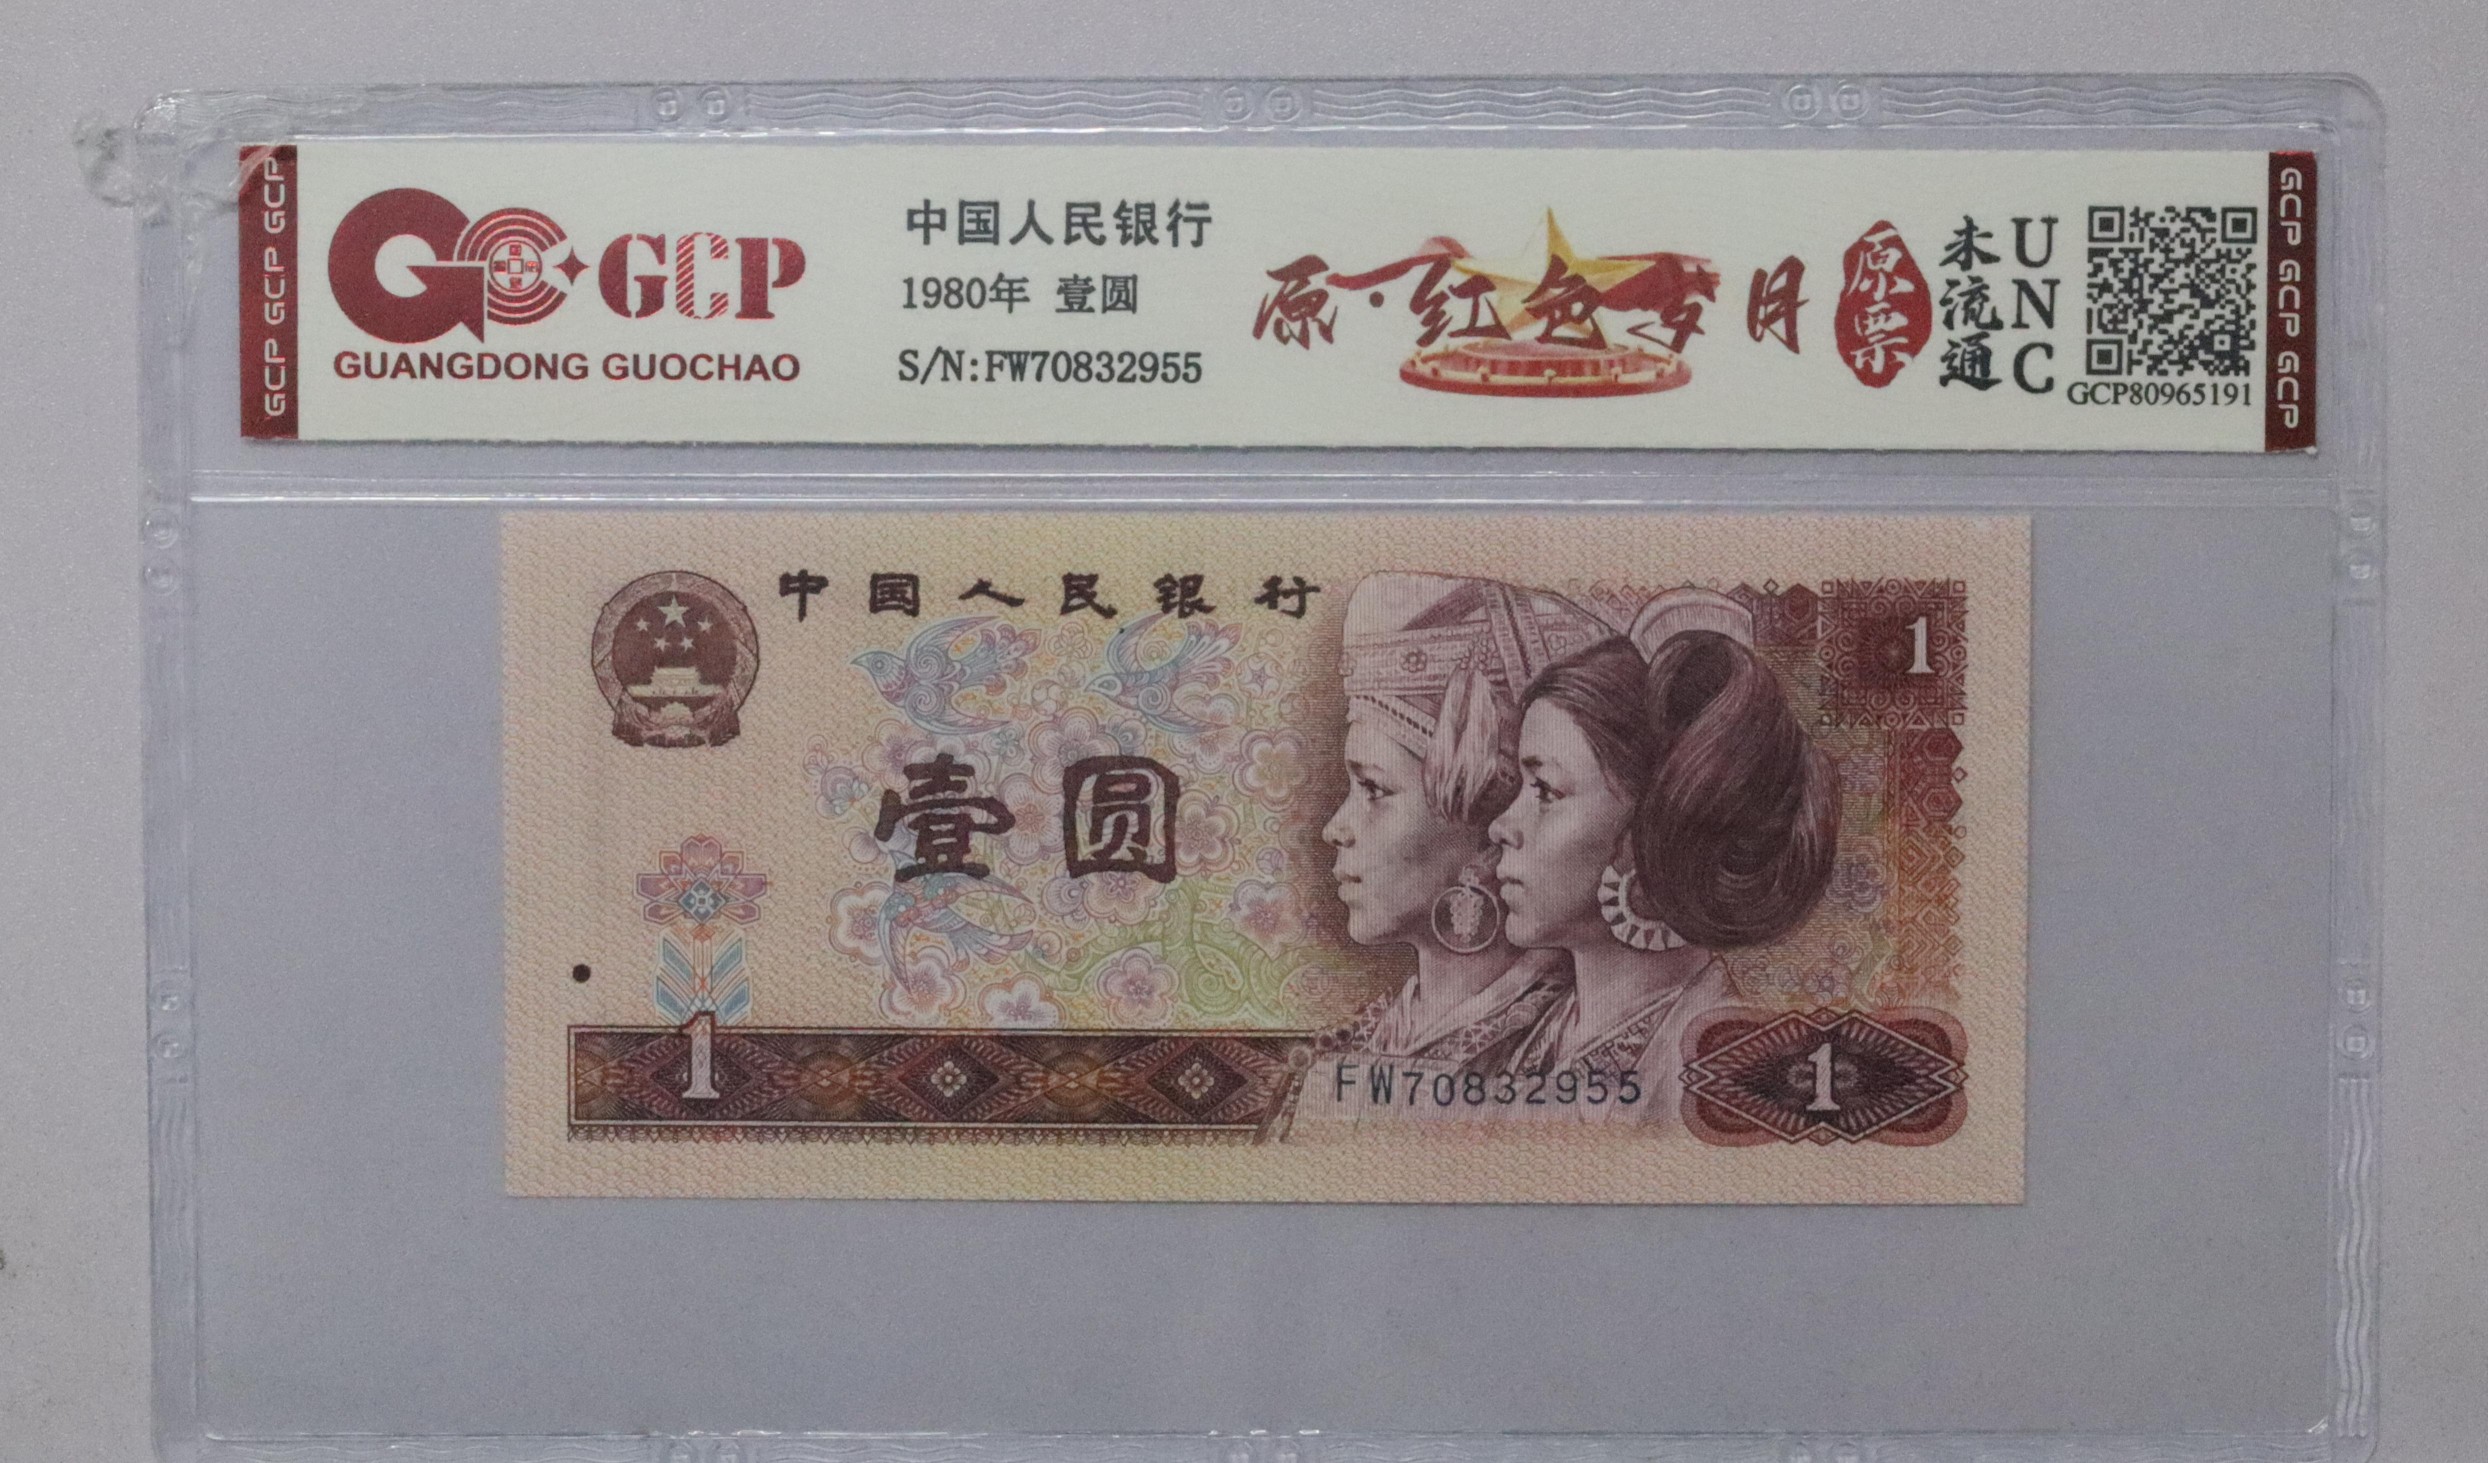 GCP GCP GCP
GCP
GUANGDONG GUOCHAO
中国人民银行
1980年 壹圆
S/N:FW70832955
原·红色岁月
原票
未流通
UNC
GCP80965191
GCP GCP GCP
中国人民银行
1
壹圆
1
FW70832955
1